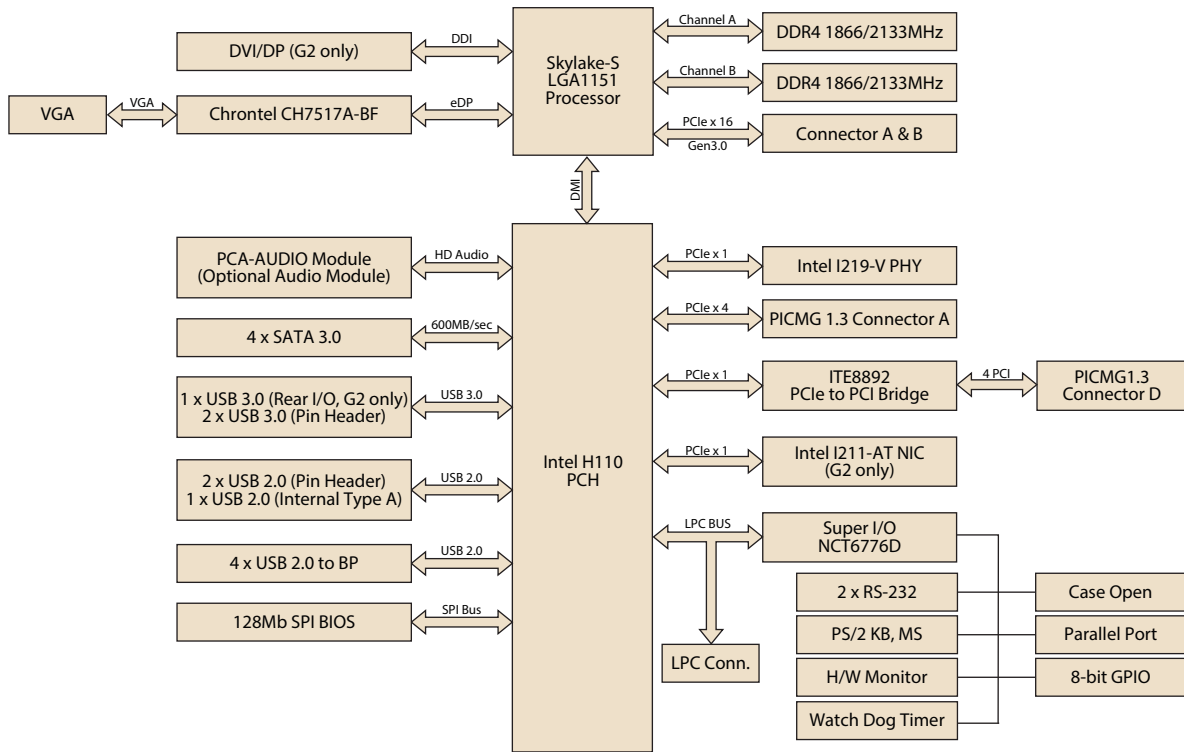 DVI/DP (G2 only)
DDI
Skylake-S
LGA1151
Processor
Channel A
DDR4 1866/2133MHz
Channel B
DDR4 1866/2133MHz
VGA
VGA
Chrontel CH7517A-BF
eDP
PCIe x 16
Gen3.0
Connector A & B
DMI
PCA-AUDIO Module
(Optional Audio Module)
HD Audio
4 x SATA 3.0
600MB/sec
1 x USB 3.0 (Rear I/O, G2 only)
2 x USB 3.0 (Pin Header)
USB 3.0
2 x USB 2.0 (Pin Header)
1 x USB 2.0 (Internal Type A)
USB 2.0
4 x USB 2.0 to BP
USB 2.0
128Mb SPI BIOS
SPI Bus
Intel H110
PCH
PCIe x 1
Intel I219-V PHY
PCIe x 4
PICMG 1.3 Connector A
PCIe x 1
ITE8892
PCIe to PCI Bridge
4 PCI
PICMG1.3
Connector D
PCIe x 1
Intel I211-AT NIC
(G2 only)
LPC BUS
Super I/O
NCT6776D
LPC Conn.
2 x RS-232
Case Open
PS/2 KB, MS
Parallel Port
H/W Monitor
8-bit GPIO
Watch Dog Timer